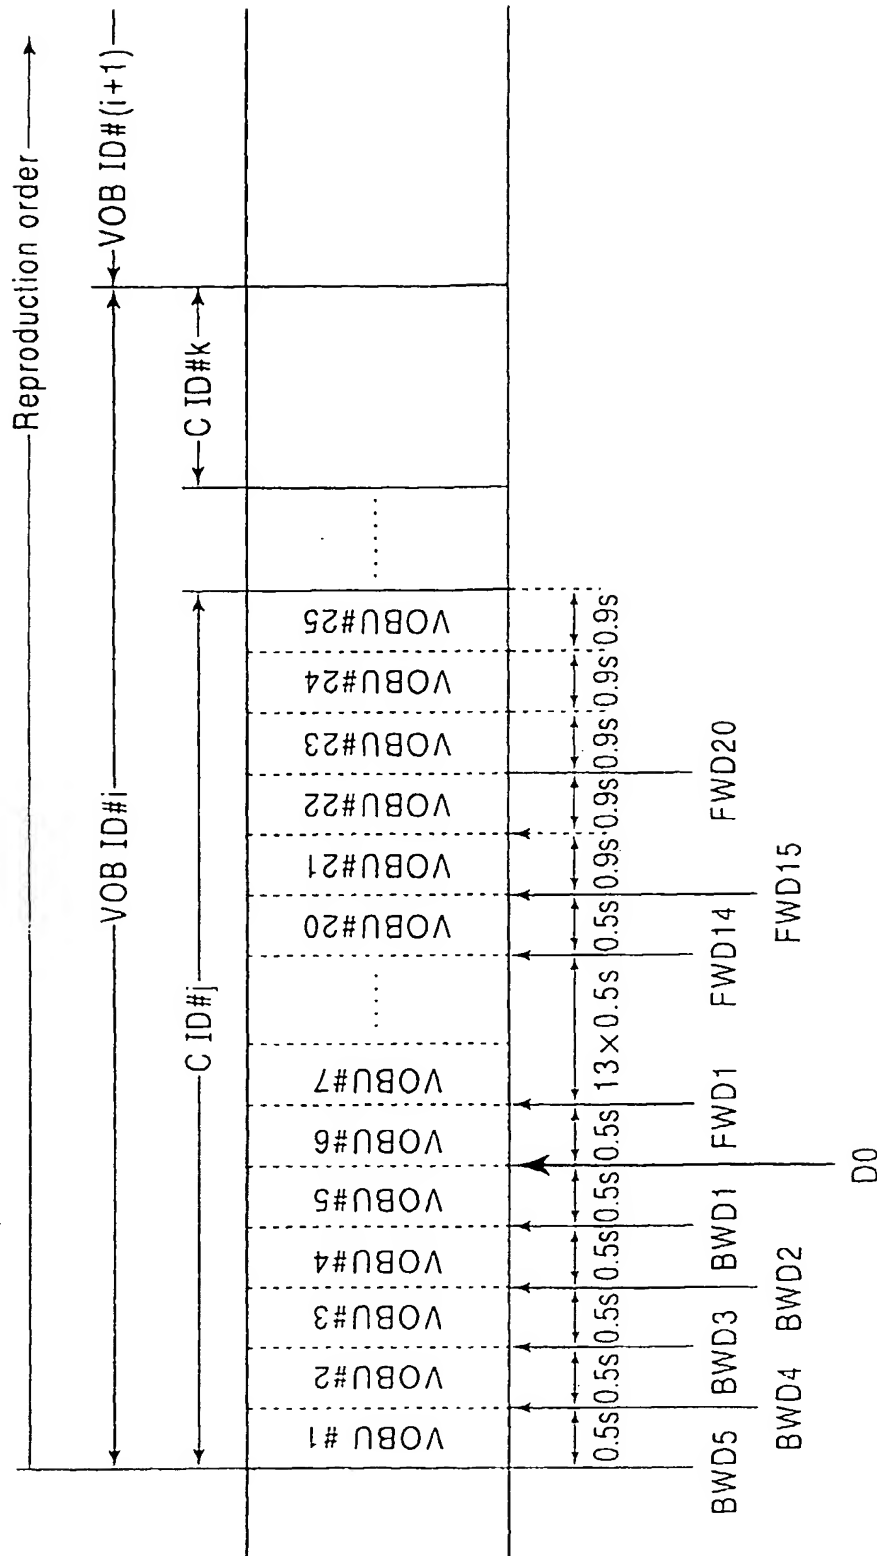 Reproduction order
VOB ID#i
VOB ID#(i+1)
C ID#j
C ID#k
VOBU #1
VOBU#2
VOBU#3
VOBU#4
VOBU#5
VOBU#6
VOBU#7
........
VOBU#20
VOBU#21
VOBU#22
VOBU#23
VOBU#24
VOBU#25
........
0.5s
0.5s
0.5s
0.5s
0.5s
0.5s
13×0.5s
0.5s
0.9s
0.9s
0.9s
0.9s
0.9s
BWD5
BWD4
BWD3
BWD2
BWD1
D0
FWD1
FWD14
FWD15
FWD20